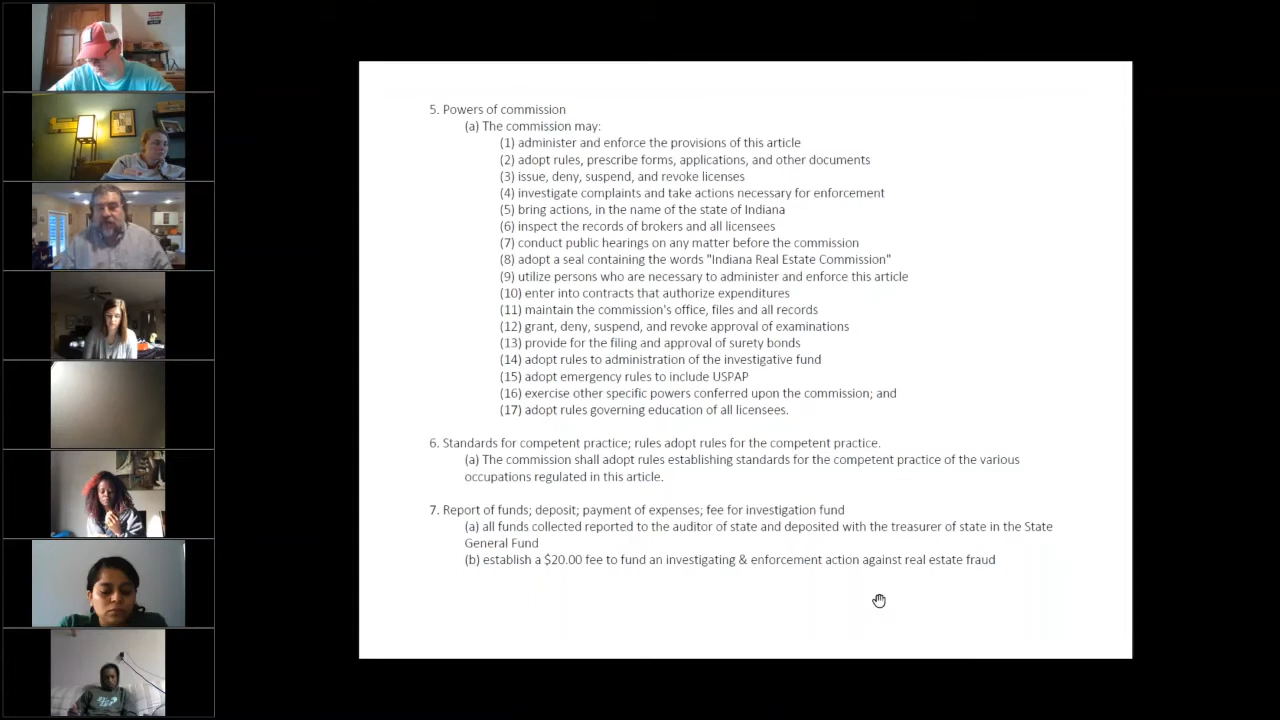 5. Powers of commission
(a) The commission may:
(1) administer and enforce the provisions of this article
(2) adopt rules, prescribe forms, applications, and other documents
(3) issue, deny, suspend, and revoke licenses
(4) investigate complaints and take actions necessary for enforcement
(5) bring actions, in the name of the state of Indiana
(6) inspect the records of brokers and all licensees
(7) conduct public hearings on any matter before the commission
(8) adopt a seal containing the words "Indiana Real Estate Commission"
(9) utilize persons who are necessary to administer and enforce this article
(10) enter into contracts that authorize expenditures
(11) maintain the commission's office, files and all records
(12) grant, deny, suspend, and revoke approval of examinations
(13) provide for the filing and approval of surety bonds
(14) adopt rules to administration of the investigative fund
(15) adopt emergency rules to include USPAP
(16) exercise other specific powers conferred upon the commission; and
(17) adopt rules governing education of all licensees.
6. Standards for competent practice; rules adopt rules for the competent practice.
(a) The commission shall adopt rules establishing standards for the competent practice of the various
occupations regulated in this article.
7. Report of funds; deposit; payment of expenses; fee for investigation fund
(a) all funds collected reported to the auditor of state and deposited with the treasurer of state in the State
General Fund
(b) establish a $20.00 fee to fund an investigating & enforcement action against real estate fraud